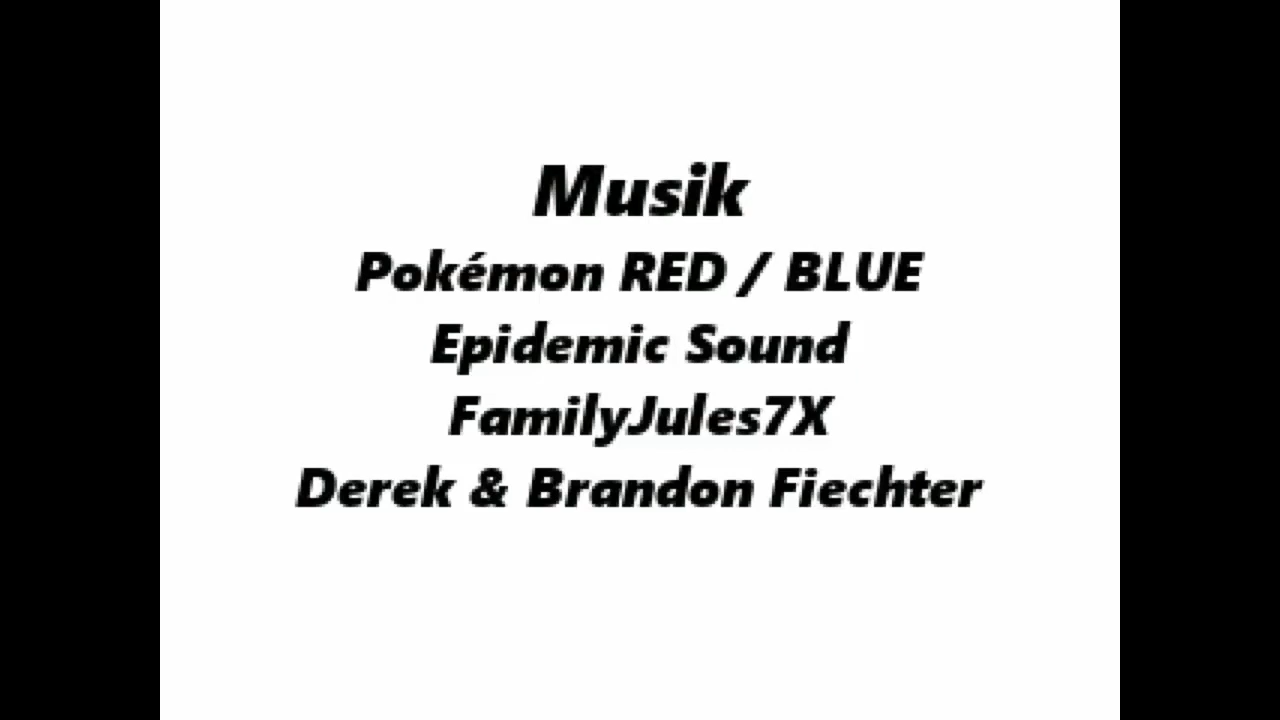 Musik
Pokémon RED / BLUE
Epidemic Sound
FamilyJules7X
Derek & Brandon Fiechter